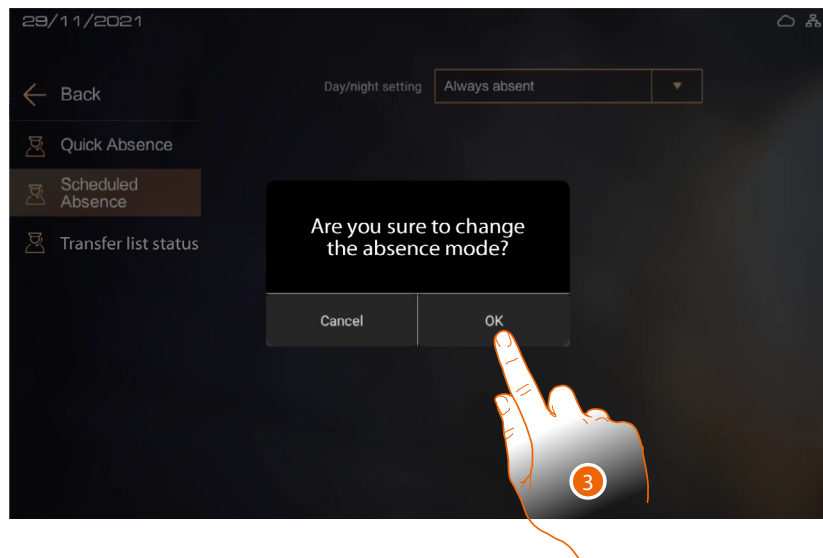 29/11/2021
Back
Day/night setting
Always absent
Quick Absence
Scheduled
Absence
Transfer list status
Are you sure to change
the absence mode?
Cancel
OK
3